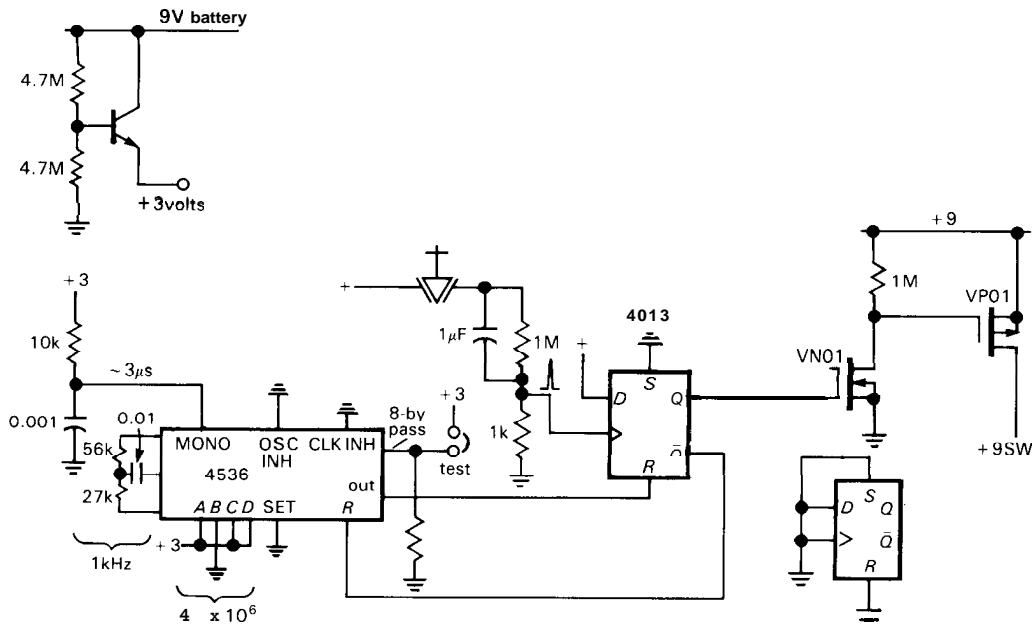 9V battery
4.7M
4.7M
+3volts
+3
10k
~3μs
0.001
0.01
56k
27k
1kHz
MONO
OSC
INH
CLK INH
4536
out
A B C D SET
R
+3
4 x 10⁶
8-by
pass
+3
test
+
1μF
1M
1k
+
4013
S
D
Q
Q̅
R
+9
1M
VP01
VN01
+9SW
S
D
Q
Q̅
R